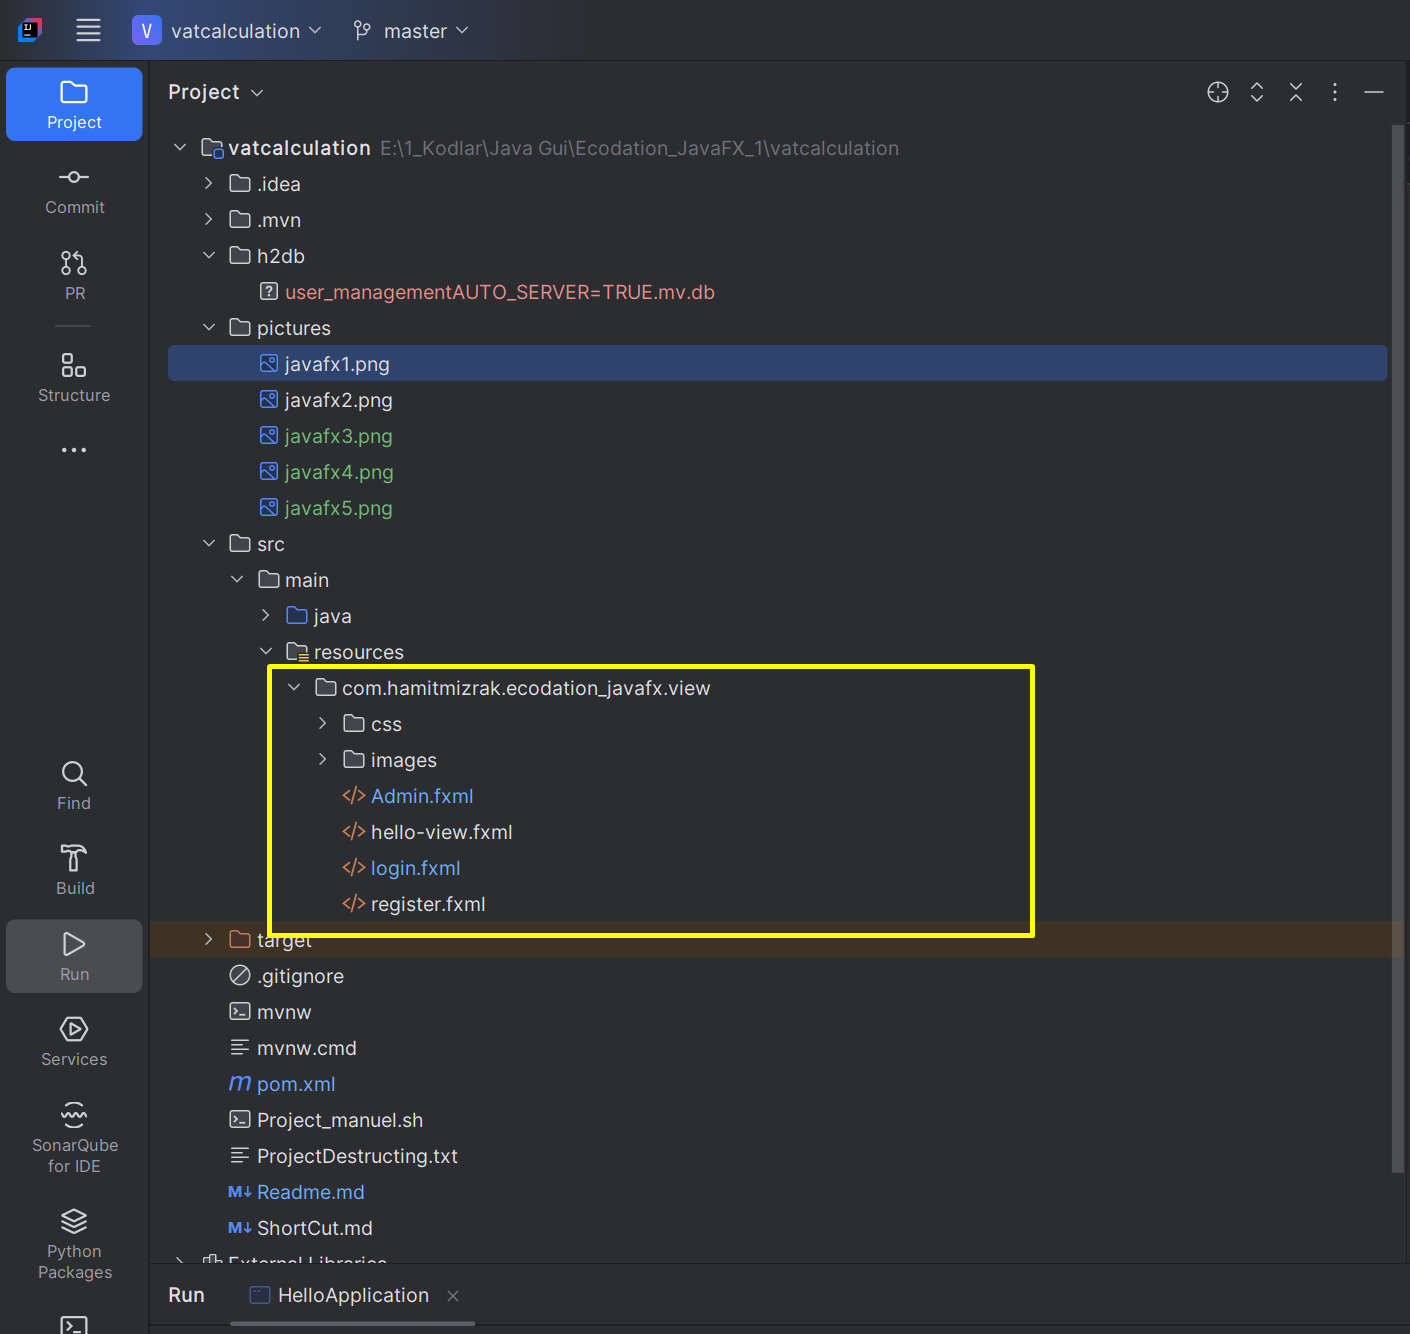 V vatcalculation master
Project
Project
Commit
PR
Structure
vatcalculation E:\1_Kodlar\Java Gui\Ecodation_JavaFX_1\vatcalculation
.idea
.mvn
h2db
user_managementAUTO_SERVER=TRUE.mv.db
pictures
javafx1.png
javafx2.png
javafx3.png
javafx4.png
javafx5.png
src
main
java
resources
com.hamitmizrak.ecodation_javafx.view
css
images
Admin.fxml
hello-view.fxml
login.fxml
register.fxml
target
.gitignore
mvnw
mvnw.cmd
m pom.xml
Project_manuel.sh
ProjectDestructing.txt
M↓ Readme.md
M↓ ShortCut.md
External Libraries
Find
Build
Run
Services
SonarQube
for IDE
Python
Packages
Run HelloApplication